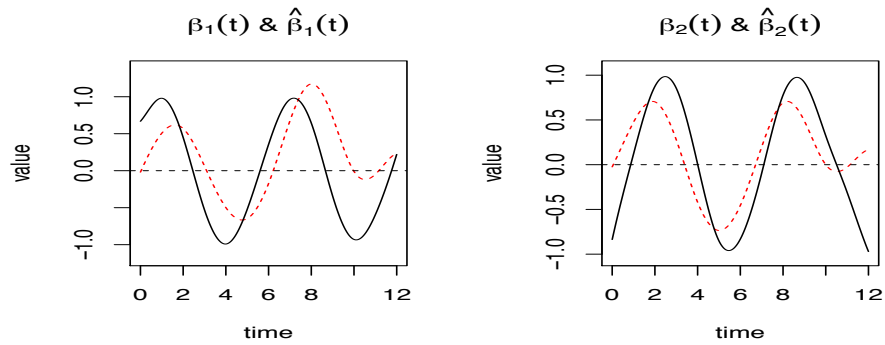 β₁(t) & β̂₁(t)
value
1.0
0.5
0.0
−1.0
0 2 4 6 8 12
time
β₂(t) & β̂₂(t)
value
1.0
0.5
0.0
−0.5
−1.0
0 2 4 6 8 12
time